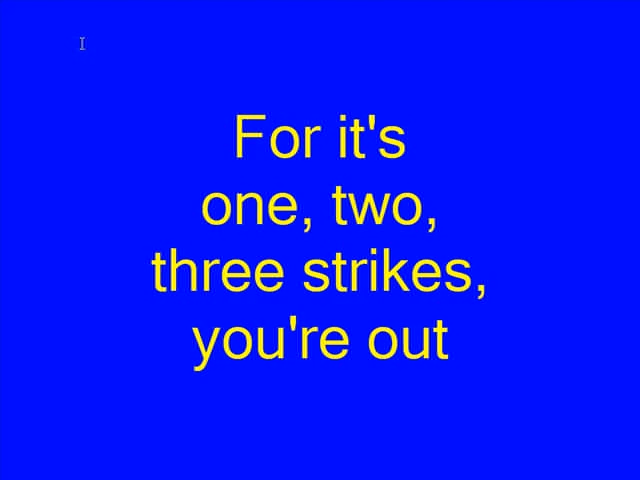 For it's
one, two,
three strikes,
you're out